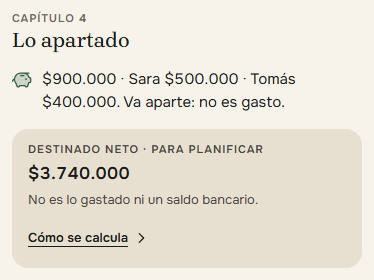 CAPÍTULO 4
Lo apartado
$900.000 · Sara $500.000 · Tomás
$400.000. Va aparte: no es gasto.
DESTINADO NETO · PARA PLANIFICAR
$3.740.000
No es lo gastado ni un saldo bancario.
Cómo se calcula